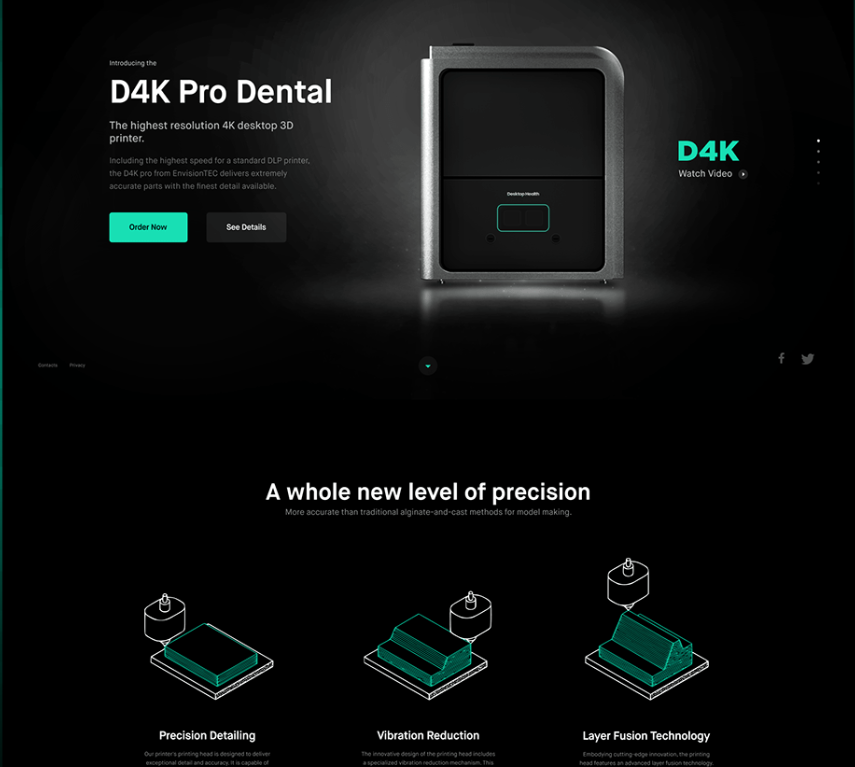 Introducing the
D4K Pro Dental
The highest resolution 4K desktop 3D
printer.
Including the highest speed for a standard DLP printer,
the D4K pro from EnvisionTEC delivers extremely
accurate parts with the finest detail available.
Order Now
See Details
Desktop Health
D4K
Watch Video
Contacts
Privacy
A whole new level of precision
More accurate than traditional alginate-and-cast methods for model making.
Precision Detailing
Our printer's printing head is designed to deliver
exceptional detail and accuracy. It is capable of
Vibration Reduction
The innovative design of the printing head includes
a specialized vibration reduction mechanism. This
Layer Fusion Technology
Embodying cutting-edge innovation, the printing
head features an advanced layer fusion technology